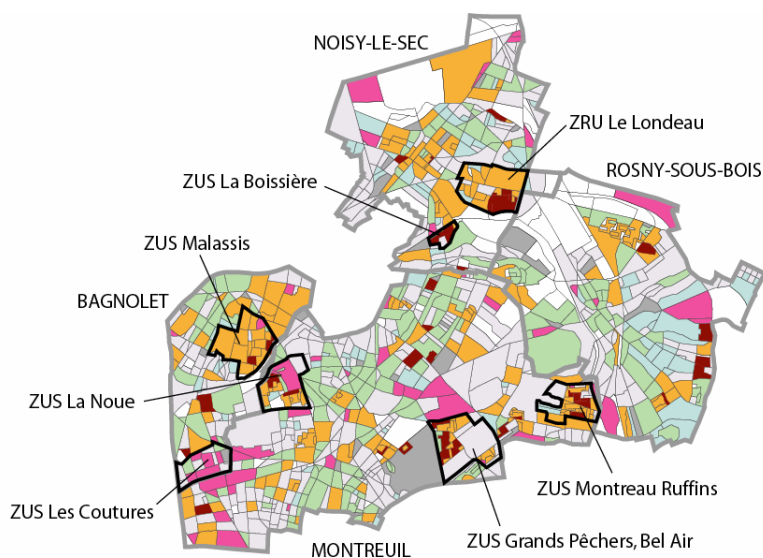 NOISY-LE-SEC
ZRU Le Londeau
ROSNY-SOUS-BOIS
ZUS La Boissière
ZUS Malassis
BAGNOLET
ZUS La Noue
ZUS Les Coutures
ZUS Montreau Ruffins
ZUS Grands Pêchers, Bel Air
MONTREUIL